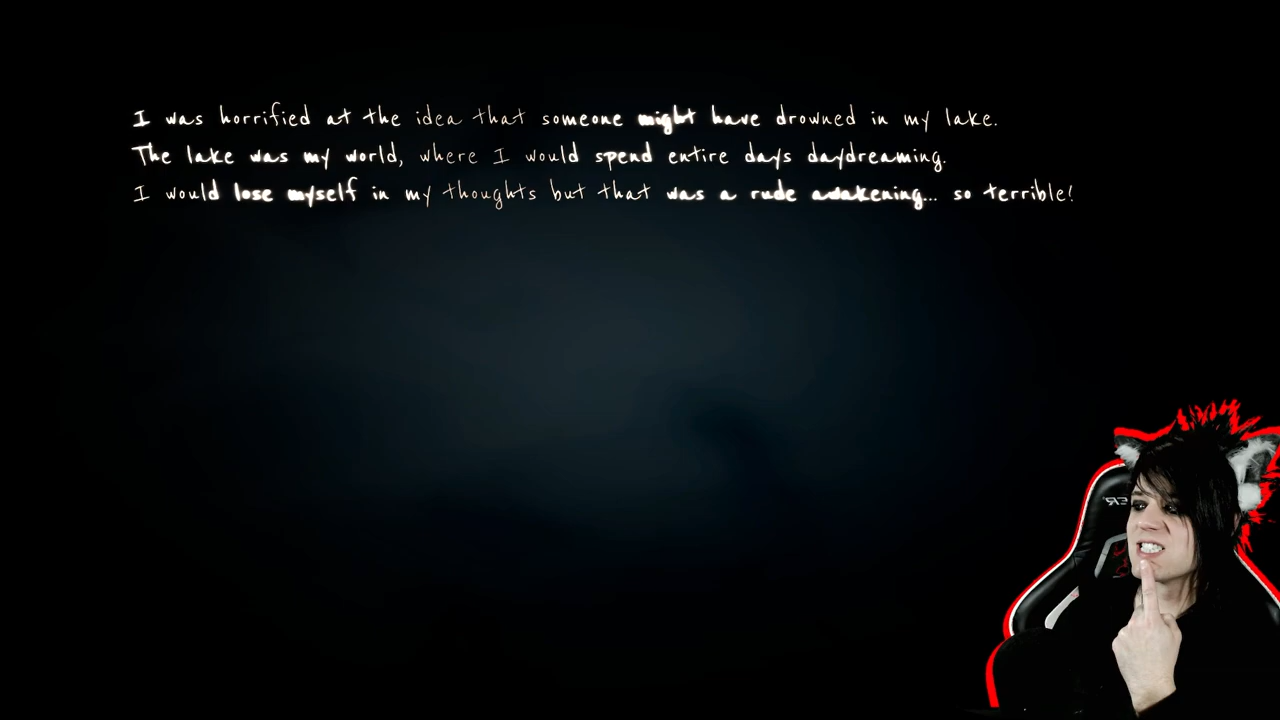 I was horrified at the idea that someone might have drowned in my lake.
The lake was my world, where I would spend entire days daydreaming.
I would lose myself in my thoughts but that was a rude awakening... so terrible!